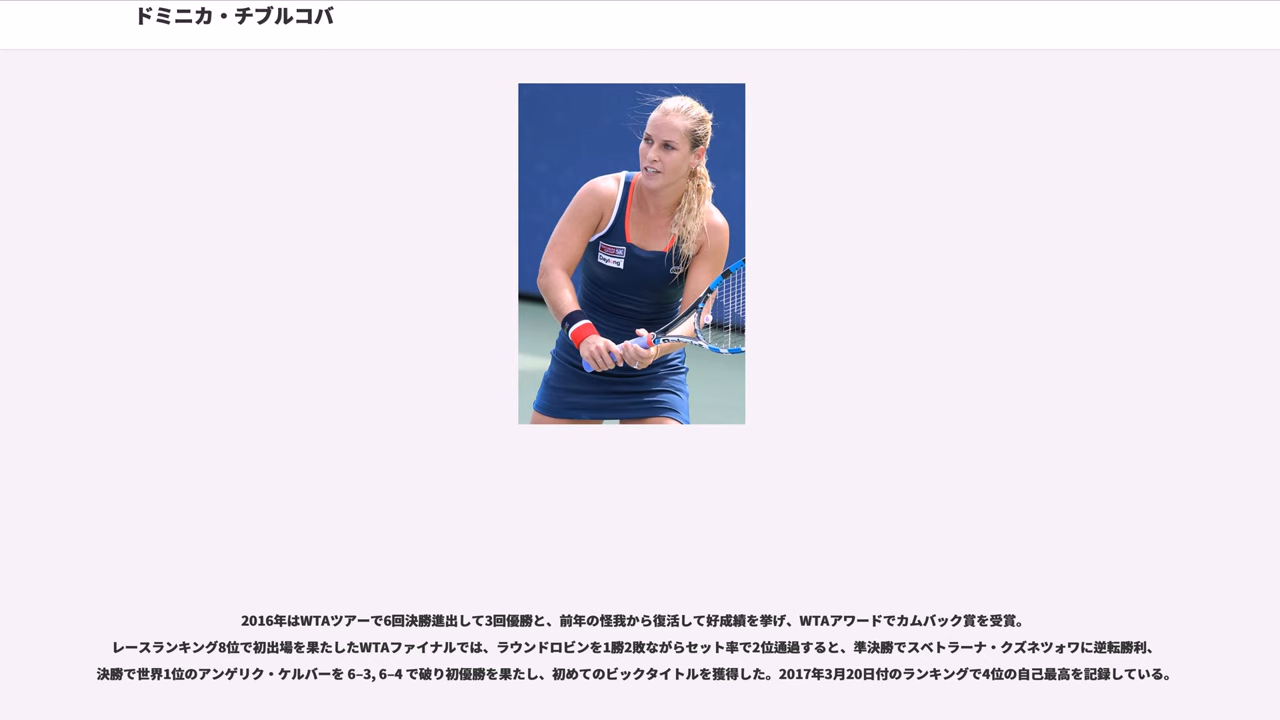 ドミニカ・チブルコバ
2016年はWTAツアーで6回決勝進出して3回優勝と、前年の怪我から復活して好成績を挙げ、WTAアワードでカムバック賞を受賞。
レースランキング8位で初出場を果たしたWTAファイナルでは、ラウンドロビンを1勝2敗ながらセット率で2位通過すると、準決勝でスベトラーナ・クズネツォワに逆転勝利、
決勝で世界1位のアンゲリク・ケルバーを 6–3, 6–4 で破り初優勝を果たし、初めてのビックタイトルを獲得した。2017年3月20日付のランキングで4位の自己最高を記録している。